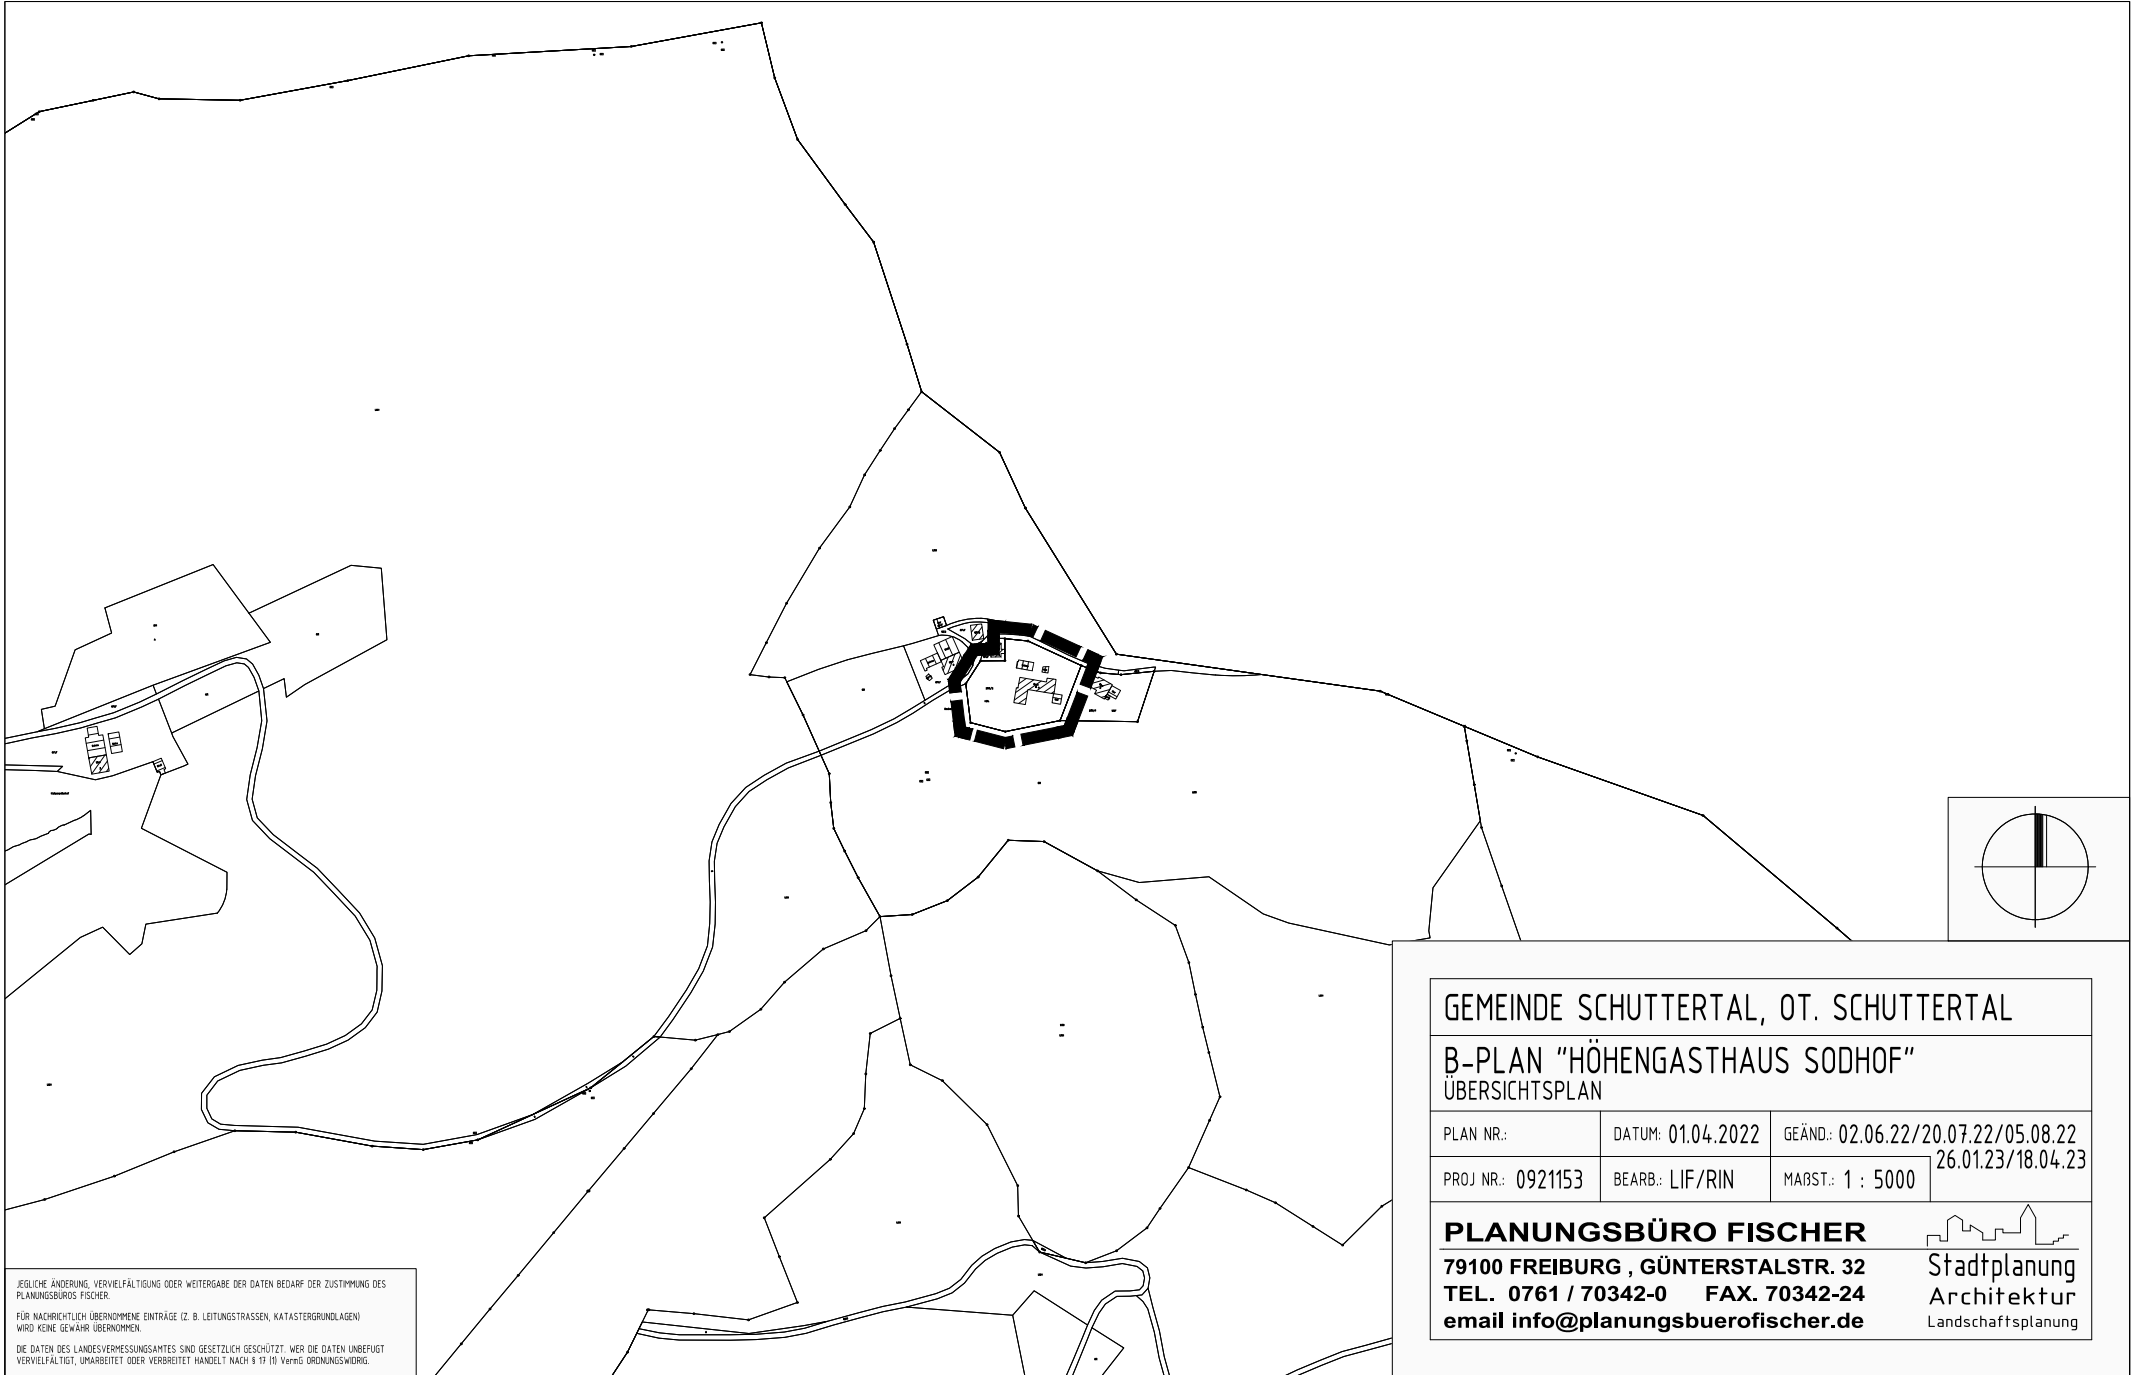 GEMEINDE SCHUTTERTAL, OT. SCHUTTERTAL
B-PLAN "HÖHENGASTHAUS SODHOF"
ÜBERSICHTSPLAN
PLAN NR.:
DATUM: 01.04.2022
GEÄND.: 02.06.22/20.07.22/05.08.22
26.01.23/18.04.23
PROJ NR.: 0921153
BEARB.: LIF/RIN
MAßST.: 1 : 5000
PLANUNGSBÜRO FISCHER
79100 FREIBURG , GÜNTERSTALSTR. 32
TEL. 0761 / 70342-0 FAX. 70342-24
email info@planungsbuerofischer.de
Stadtplanung
Architektur
Landschaftsplanung
JEGLICHE ÄNDERUNG, VERVIELFÄLTIGUNG ODER WEITERGABE DER DATEN BEDARF DER ZUSTIMMUNG DES
PLANUNGSBÜROS FISCHER.
FÜR NACHRICHTLICH ÜBERNOMMENE EINTRÄGE (Z. B. LEITUNGSTRASSEN, KATASTERGRUNDLAGEN)
WIRD KEINE GEWÄHR ÜBERNOMMEN.
DIE DATEN DES LANDESVERMESSUNGSAMTES SIND GESETZLICH GESCHÜTZT. WER DIE DATEN UNBEFUGT
VERVIELFÄLTIGT, UMARBEITET ODER VERBREITET HANDELT NACH § 17 (1) VermG ORDNUNGSWIDRIG.